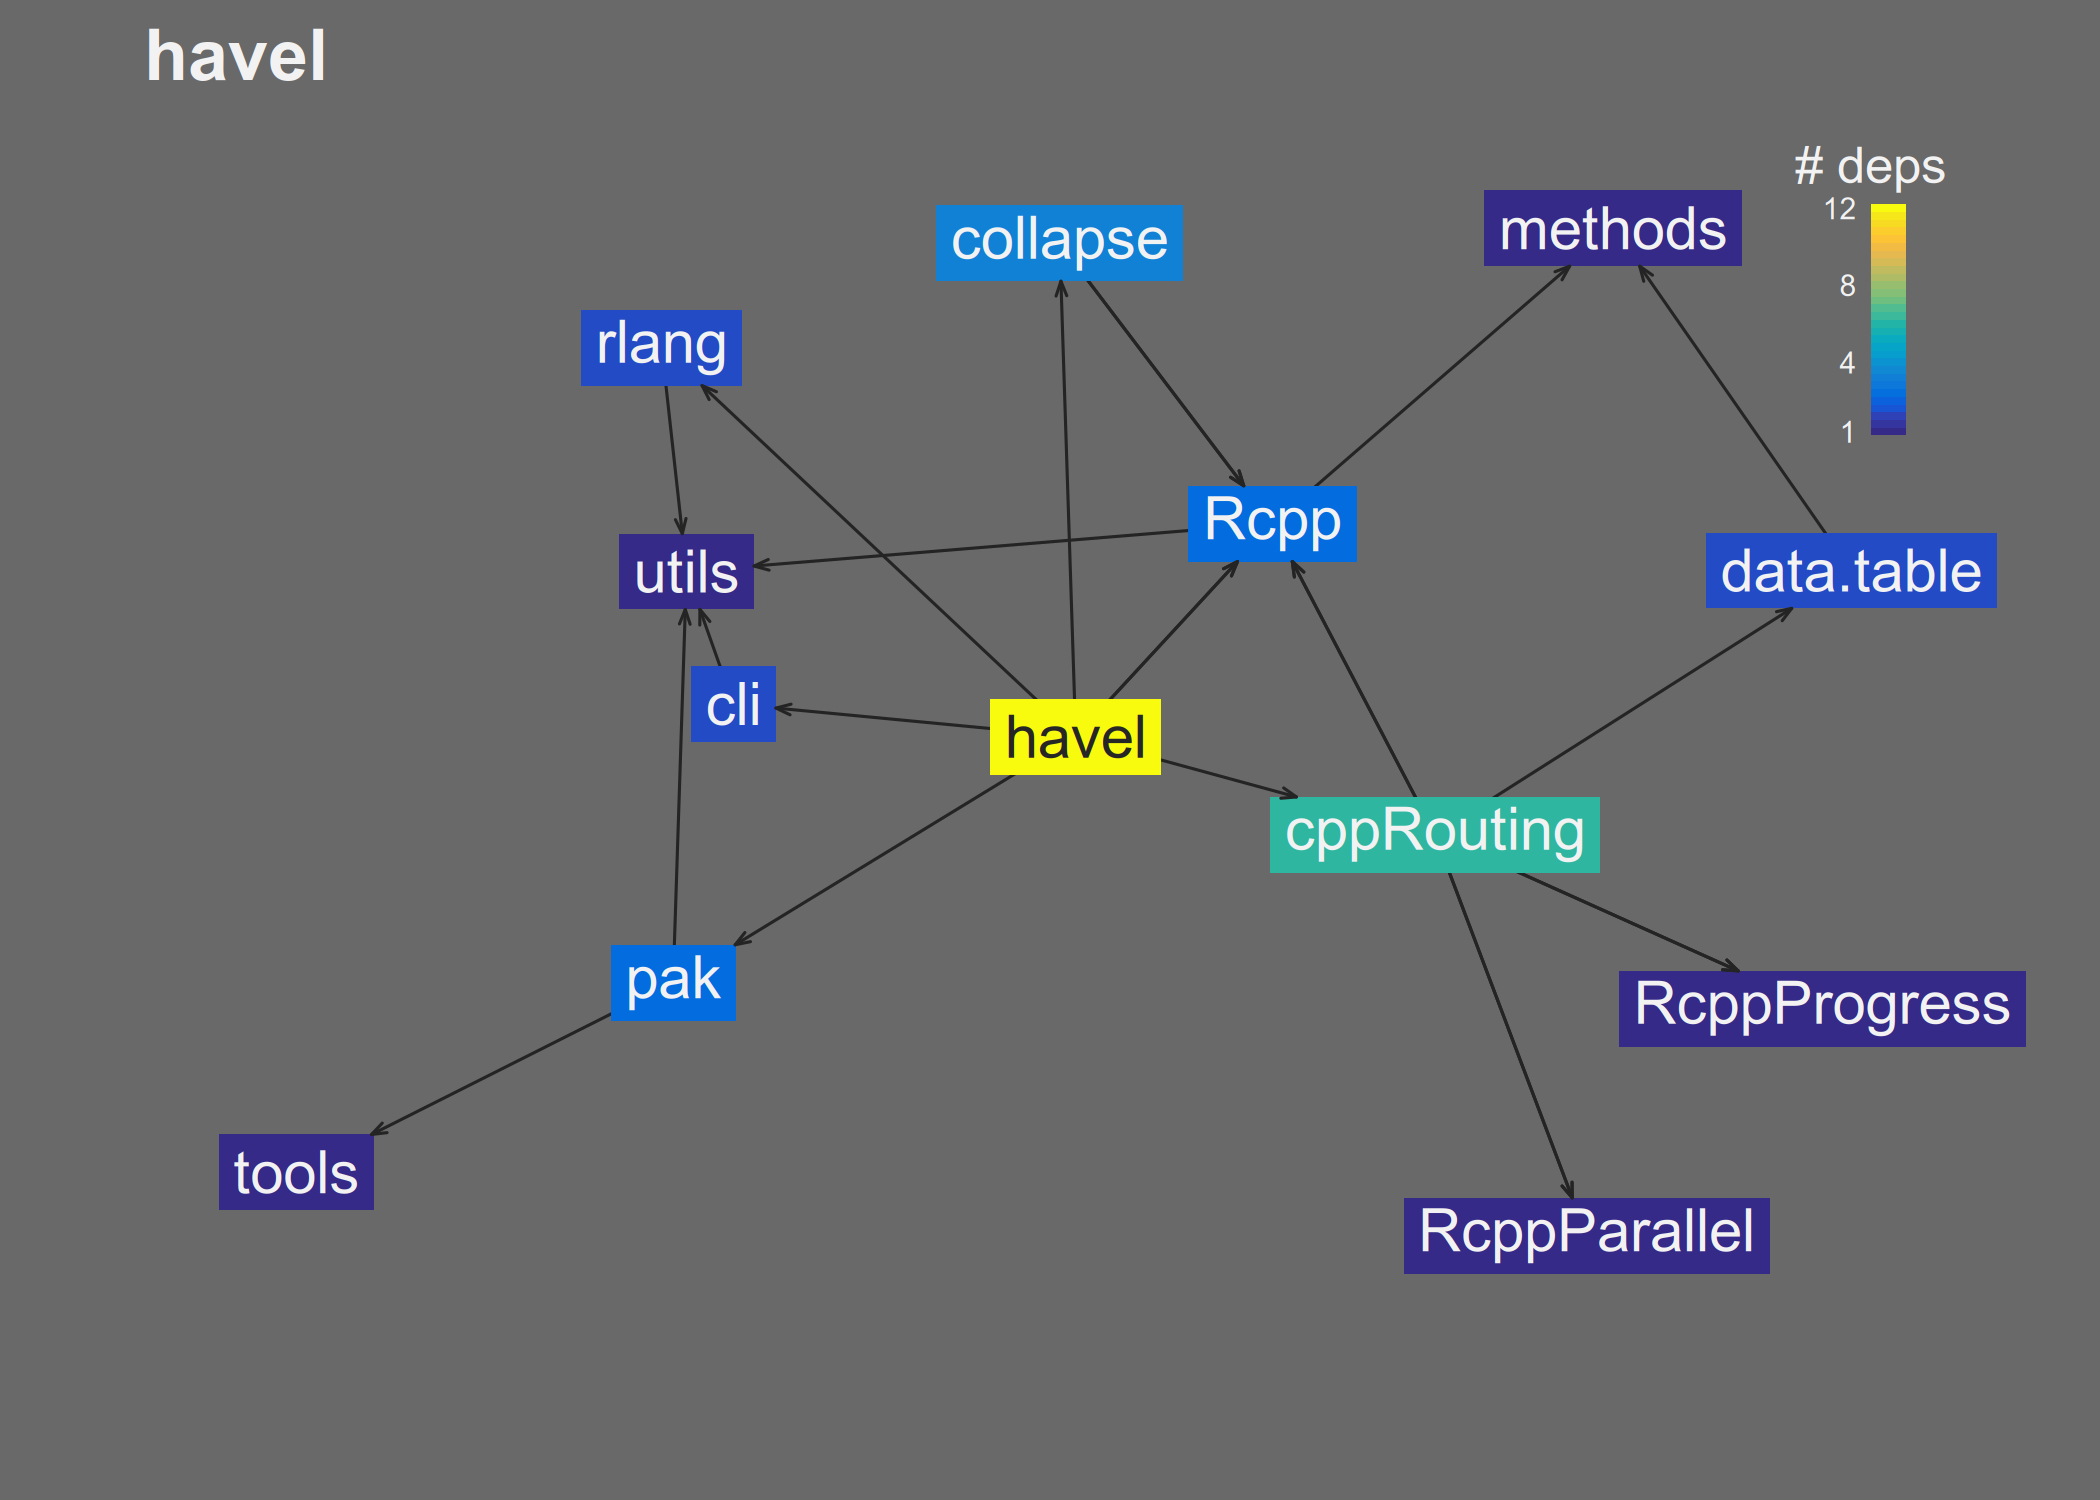 havel
# deps
12
8
4
1
collapse
methods
rlang
Rcpp
utils
data.table
cli
havel
cppRouting
pak
RcppProgress
tools
RcppParallel